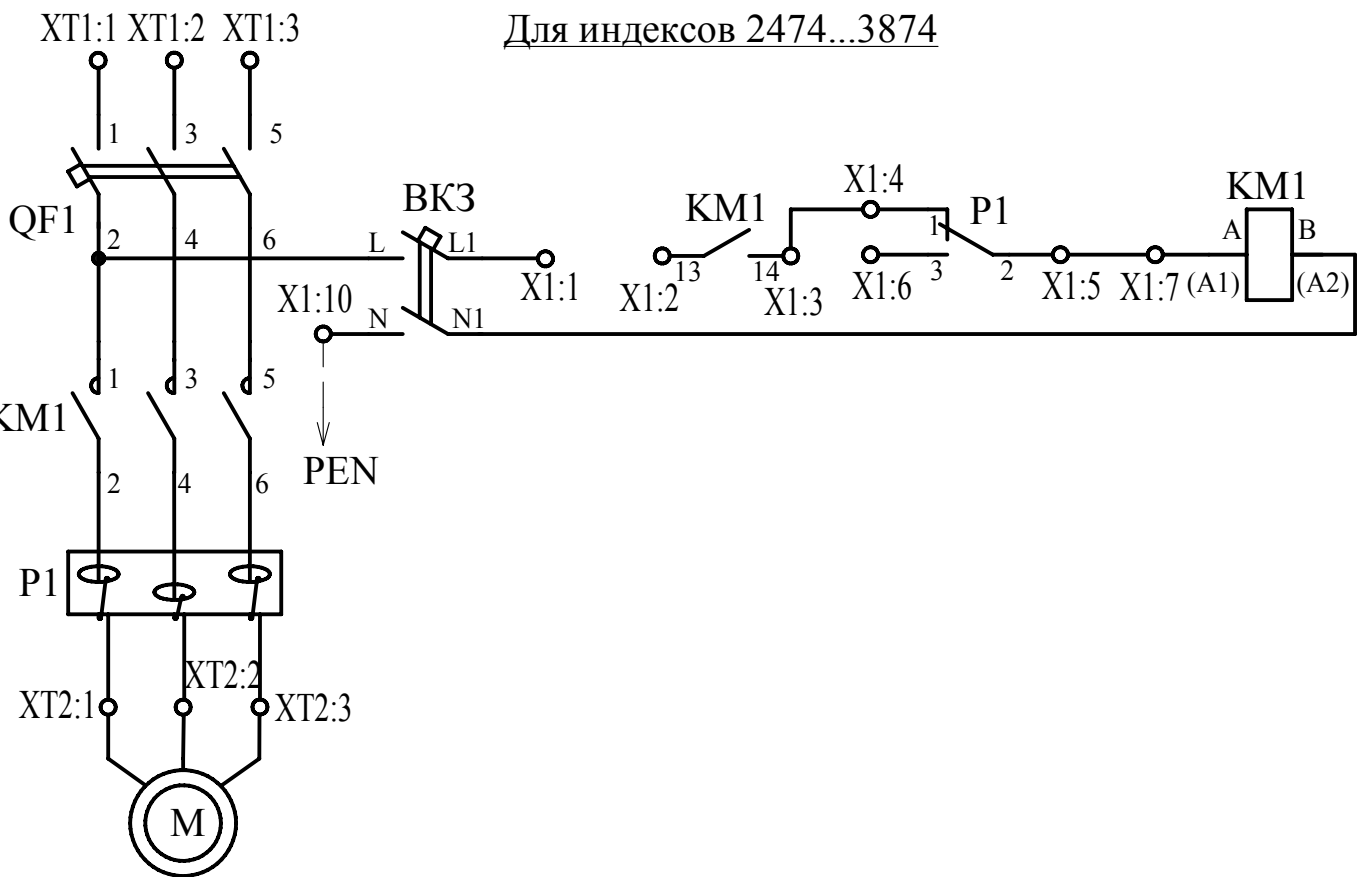 XT1:1 XT1:2 XT1:3
Для индексов 2474...3874
1 3 5
QF1
2 4 6
ВКЗ
L L1
X1:1
X1:10
N N1
PEN
KM1
13 14
X1:2
X1:3
X1:4
P1
1
3
2
X1:6
X1:5
X1:7
KM1
A B
(A1) (A2)
1 3 5
KM1
2 4 6
P1
XT2:1
XT2:2
XT2:3
M